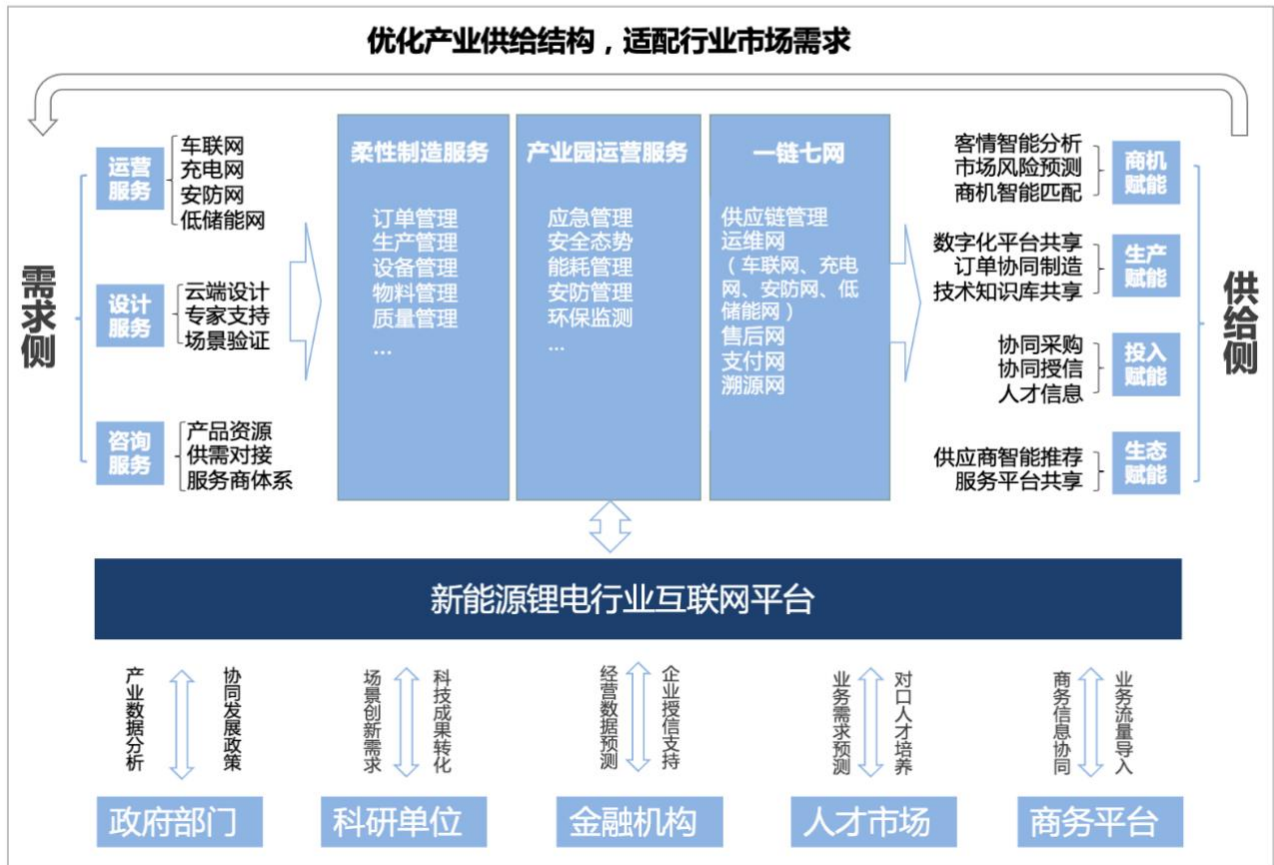 优化产业供给结构，适配行业市场需求
需求侧
运营
服务
车联网
充电网
安防网
低储能网
设计
服务
云端设计
专家支持
场景验证
咨询
服务
产品资源
供需对接
服务商体系
柔性制造服务
订单管理
生产管理
设备管理
物料管理
质量管理
...
产业园运营服务
应急管理
安全态势
能耗管理
安防管理
环保监测
...
一链七网
供应链管理
运维网
（车联网、充电
网、安防网、低
储能网）
售后网
支付网
溯源网
客情智能分析
市场风险预测
商机智能匹配
商机
赋能
数字化平台共享
订单协同制造
技术知识库共享
生产
赋能
协同采购
协同授信
人才信息
投入
赋能
供应商智能推荐
服务平台共享
生态
赋能
供给侧
新能源锂电行业互联网平台
产业数据分析
协同发展政策
场景创新需求
科技成果转化
经营数据预测
企业授信支持
业务需求预测
对口人才培养
商务信息协同
业务流量导入
政府部门
科研单位
金融机构
人才市场
商务平台